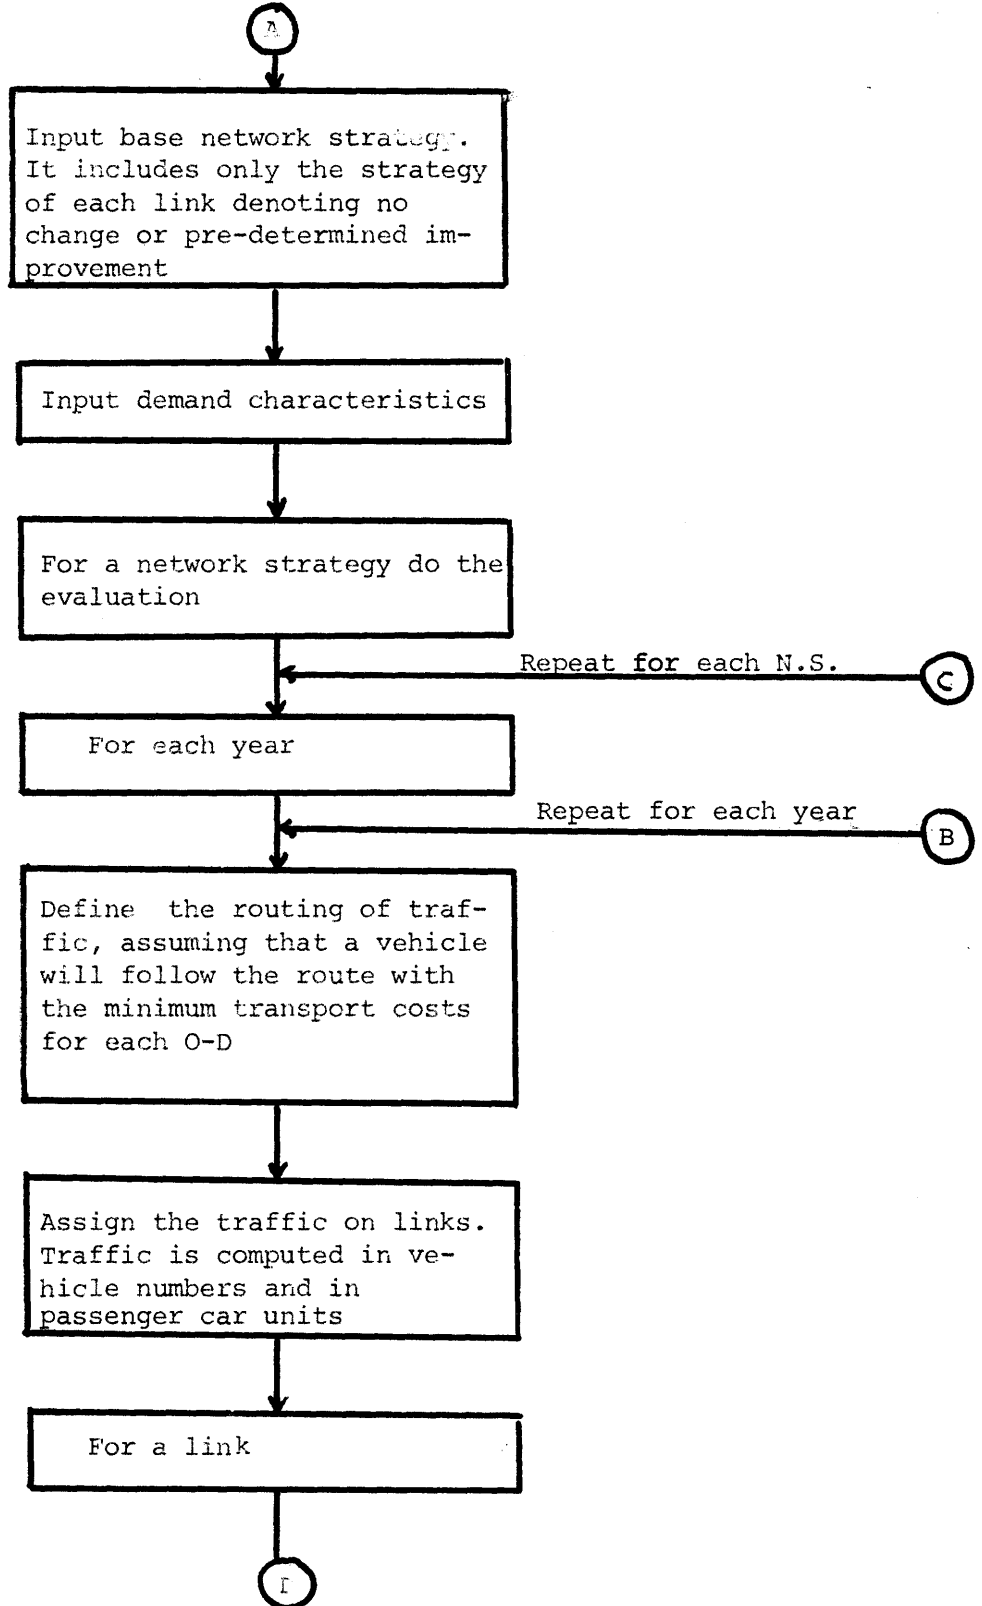 A
Input base network strategy.
It includes only the strategy
of each link denoting no
change or pre-determined im-
provement
Input demand characteristics
For a network strategy do the
evaluation
Repeat for each N.S.
C
For each year
Repeat for each year
B
Define the routing of traf-
fic, assuming that a vehicle
will follow the route with
the minimum transport costs
for each O-D
Assign the traffic on links.
Traffic is computed in ve-
hicle numbers and in
passenger car units
For a link